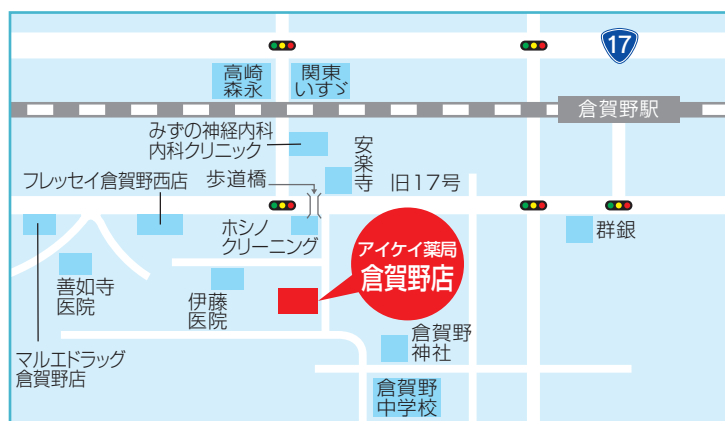 17
高崎
森永
関東
いすゞ
倉賀野駅
みずの神経内科
内科クリニック
安楽寺
フレッセイ倉賀野西店
歩道橋
旧17号
ホシノ
クリーニング
アイケイ薬局
倉賀野店
群銀
善如寺
医院
伊藤
医院
倉賀野
神社
マルエドラッグ
倉賀野店
倉賀野
中学校